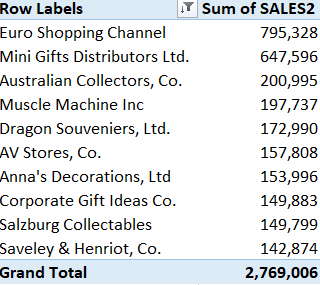 Row Labels Sum of SALES2
Euro Shopping Channel 795,328
Mini Gifts Distributors Ltd. 647,596
Australian Collectors, Co. 200,995
Muscle Machine Inc 197,737
Dragon Souveniers, Ltd. 172,990
AV Stores, Co. 157,808
Anna's Decorations, Ltd 153,996
Corporate Gift Ideas Co. 149,883
Salzburg Collectables 149,799
Saveley & Henriot, Co. 142,874
Grand Total 2,769,006